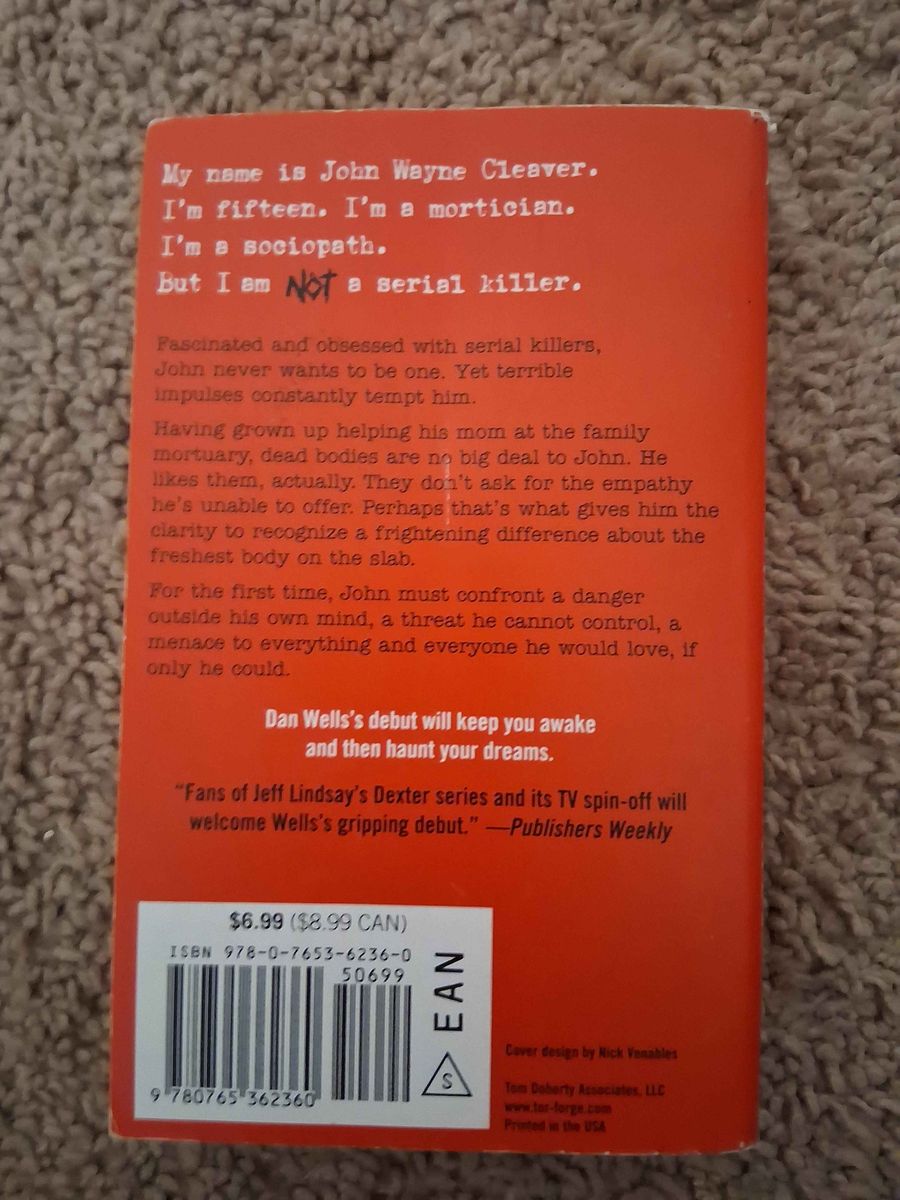 My name is John Wayne Cleaver.
I'm fifteen. I'm a mortician.
I'm a sociopath.
But I am NOT a serial killer.
Fascinated and obsessed with serial killers,
John never wants to be one. Yet terrible
impulses constantly tempt him.
Having grown up helping his mom at the family
mortuary, dead bodies are no big deal to John. He
likes them, actually. They don't ask for the empathy
he's unable to offer. Perhaps that's what gives him the
clarity to recognize a frightening difference about the
freshest body on the slab.
For the first time, John must confront a danger
outside his own mind, a threat he cannot control, a
menace to everything and everyone he would love, if
only he could.
Dan Wells's debut will keep you awake
and then haunt your dreams.
"Fans of Jeff Lindsay's Dexter series and its TV spin-off will
welcome Wells's gripping debut." —Publishers Weekly
$6.99 ($8.99 CAN)
ISBN 978-0-7653-6236-0
50699
EAN
S
9 780765 362360
Cover design by Nick Venables
Tom Doherty Associates, LLC
www.tor-forge.com
Printed in the USA